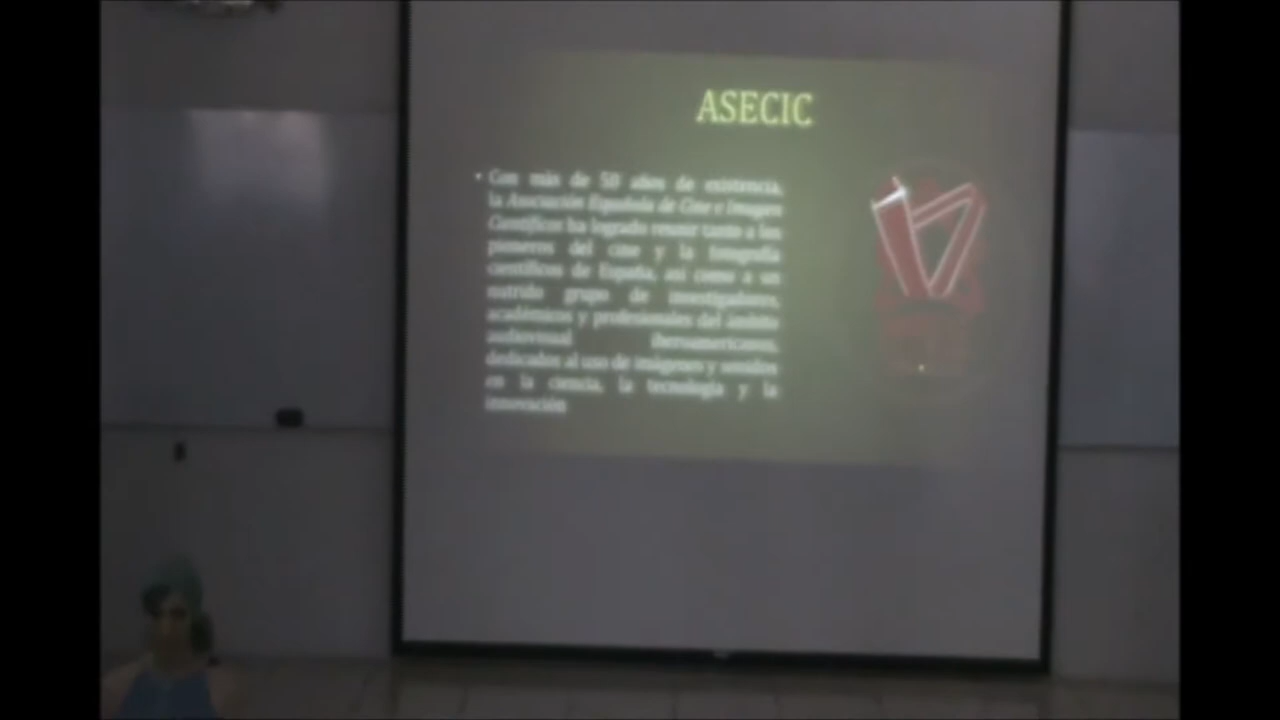 ASECIC
• Con más de 50 años de existencia,
la Asociación Española de Cine e Imagen
Científicos ha logrado reunir tanto a los
pioneros del cine y la fotografía
científicos de España, así como a un
nutrido grupo de investigadores,
académicos y profesionales del ámbito
audiovisual iberoamericano,
dedicados al uso de imágenes y sonidos
en la ciencia, la tecnología y la
innovación